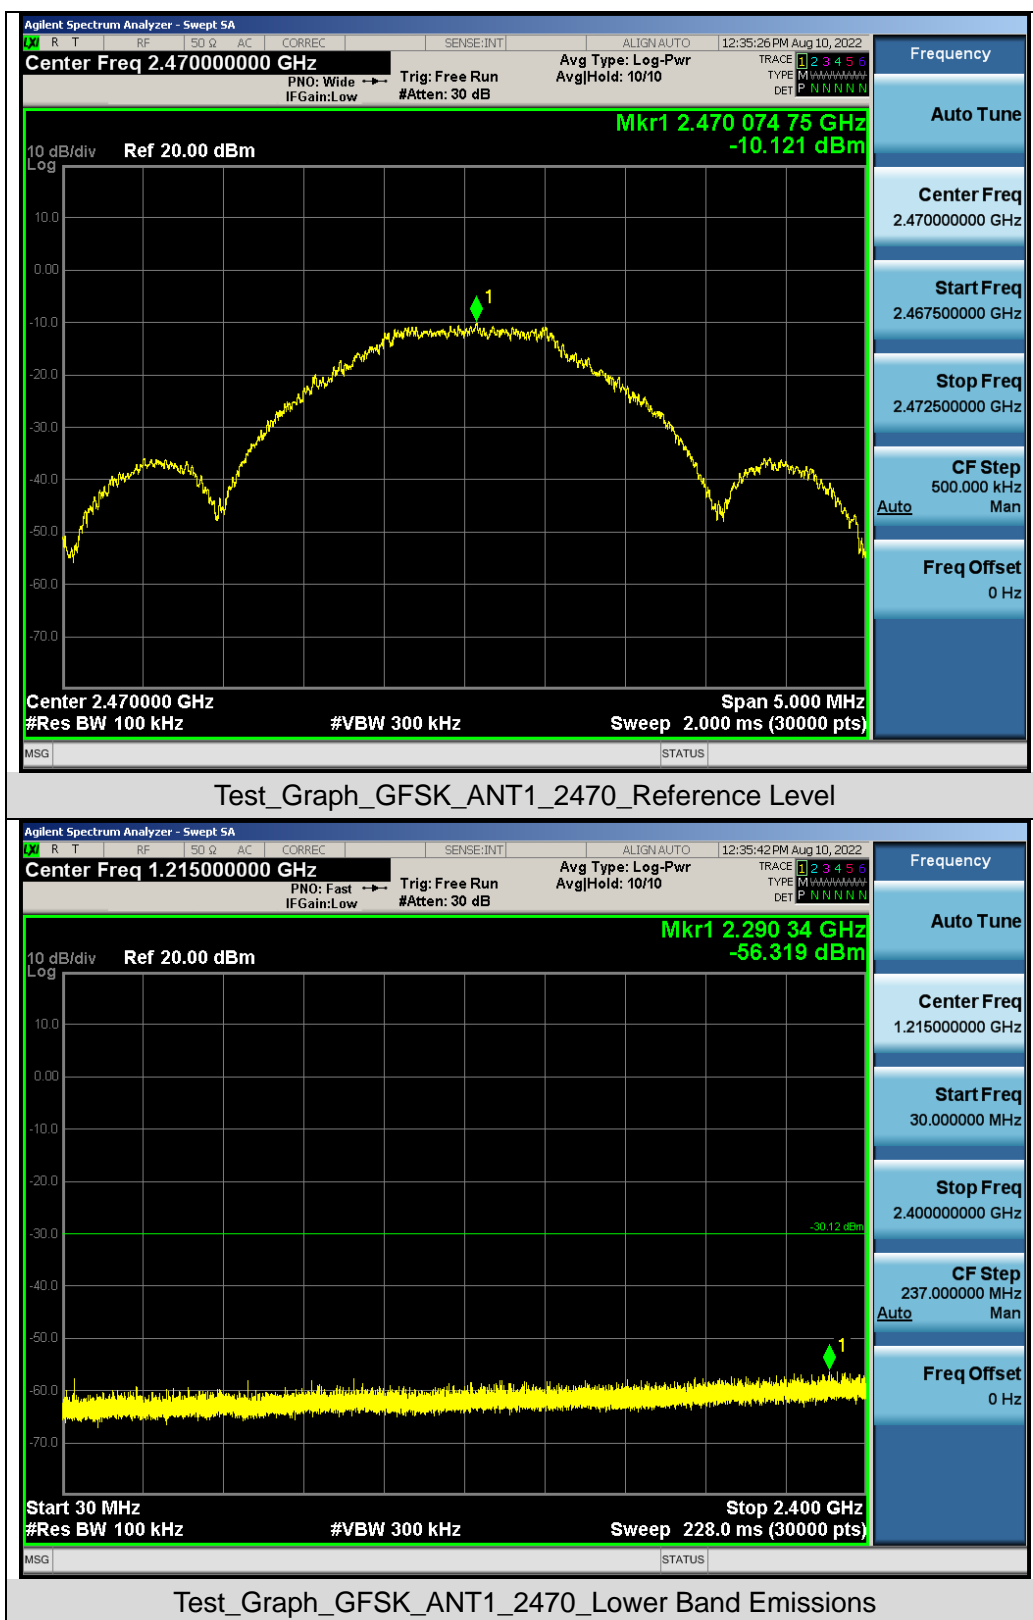 Agilent Spectrum Analyzer - Swept SA
LXI R T RF 50 Ω AC CORREC SENSE:INT ALIGN AUTO 12:35:26 PM Aug 10, 2022
Center Freq 2.470000000 GHz
PNO: Wide
IFGain:Low
Trig: Free Run
#Atten: 30 dB
Avg Type: Log-Pwr
Avg|Hold: 10/10
TRACE 1 2 3 4 5 6
TYPE M
DET P N N N N N
Mkr1 2.470 074 75 GHz
-10.121 dBm
10 dB/div Ref 20.00 dBm
Log
10.0
0.00
-10.0
-20.0
-30.0
-40.0
-50.0
-60.0
-70.0
1
Center 2.470000 GHz Span 5.000 MHz
#Res BW 100 kHz #VBW 300 kHz Sweep 2.000 ms (30000 pts)
MSG STATUS
Frequency
Auto Tune
Center Freq
2.470000000 GHz
Start Freq
2.467500000 GHz
Stop Freq
2.472500000 GHz
CF Step
500.000 kHz
Auto Man
Freq Offset
0 Hz
Test_Graph_GFSK_ANT1_2470_Reference Level
Agilent Spectrum Analyzer - Swept SA
LXI R T RF 50 Ω AC CORREC SENSE:INT ALIGN AUTO 12:35:42 PM Aug 10, 2022
Center Freq 1.215000000 GHz
PNO: Fast
IFGain:Low
Trig: Free Run
#Atten: 30 dB
Avg Type: Log-Pwr
Avg|Hold: 10/10
TRACE 1 2 3 4 5 6
TYPE M
DET P N N N N N
Mkr1 2.290 34 GHz
-56.319 dBm
10 dB/div Ref 20.00 dBm
Log
10.0
0.00
-10.0
-20.0
-30.0
-40.0
-50.0
-60.0
-70.0
-30.12 dBm
1
Start 30 MHz Stop 2.400 GHz
#Res BW 100 kHz #VBW 300 kHz Sweep 228.0 ms (30000 pts)
MSG STATUS
Frequency
Auto Tune
Center Freq
1.215000000 GHz
Start Freq
30.000000 MHz
Stop Freq
2.400000000 GHz
CF Step
237.000000 MHz
Auto Man
Freq Offset
0 Hz
Test_Graph_GFSK_ANT1_2470_Lower Band Emissions